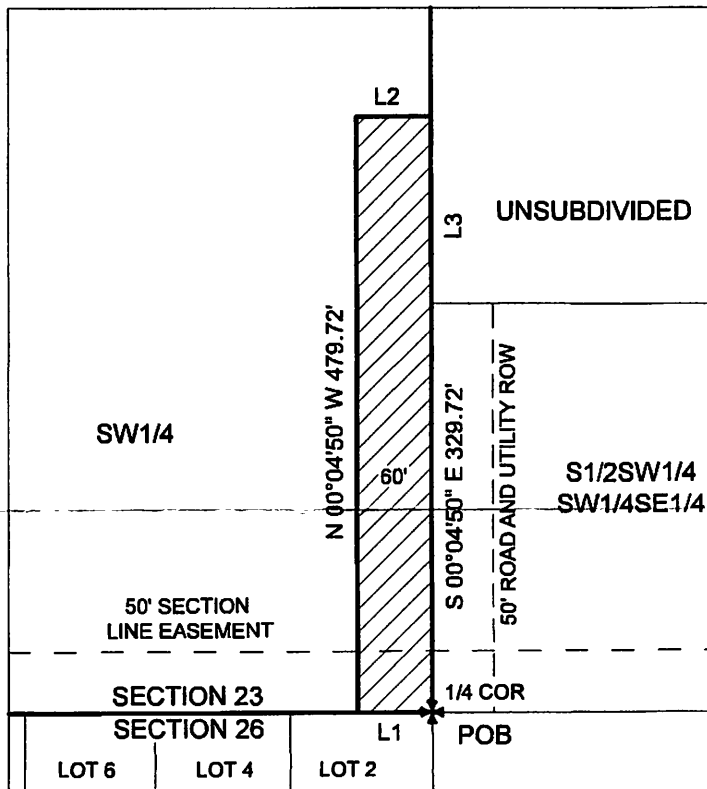 L2
UNSUBDIVIDED
L3
N 00°04'50" W 479.72'
SW1/4
60'
S 00°04'50" E 329.72'
50' ROAD AND UTILITY ROW
S1/2SW1/4
SW1/4SE1/4
50' SECTION
LINE EASEMENT
1/4 COR
SECTION 23
SECTION 26
L1
POB
LOT 6
LOT 4
LOT 2